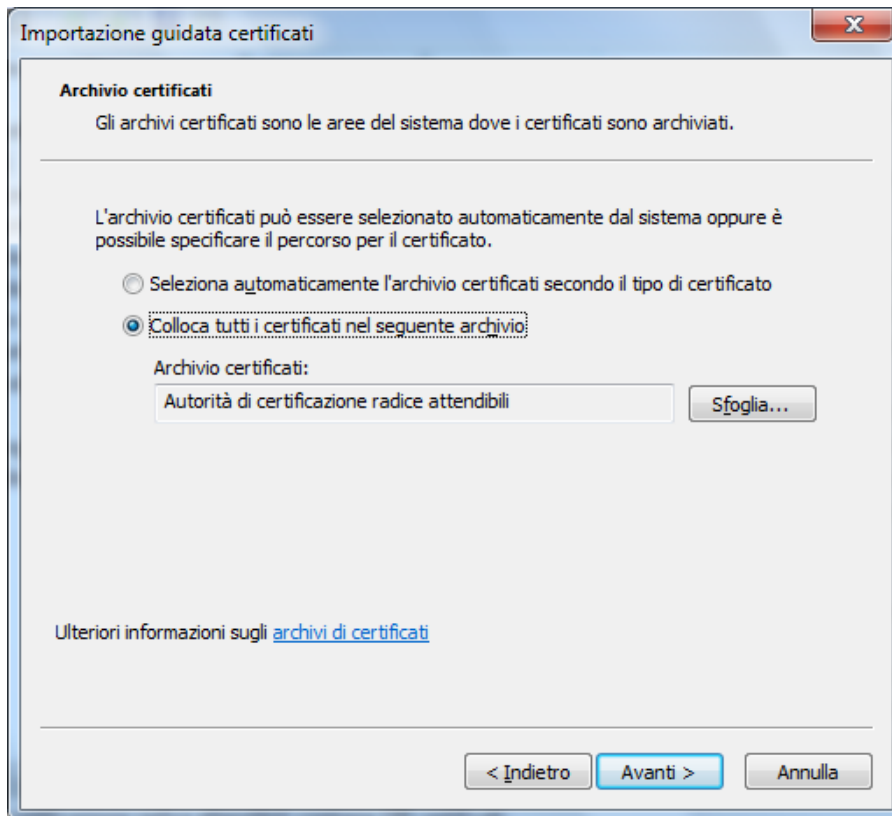 Importazione guidata certificati
Archivio certificati
Gli archivi certificati sono le aree del sistema dove i certificati sono archiviati.
L'archivio certificati può essere selezionato automaticamente dal sistema oppure è
possibile specificare il percorso per il certificato.
Seleziona automaticamente l'archivio certificati secondo il tipo di certificato
Colloca tutti i certificati nel seguente archivio
Archivio certificati:
Autorità di certificazione radice attendibili
Sfoglia...
Ulteriori informazioni sugli archivi di certificati
< Indietro
Avanti >
Annulla